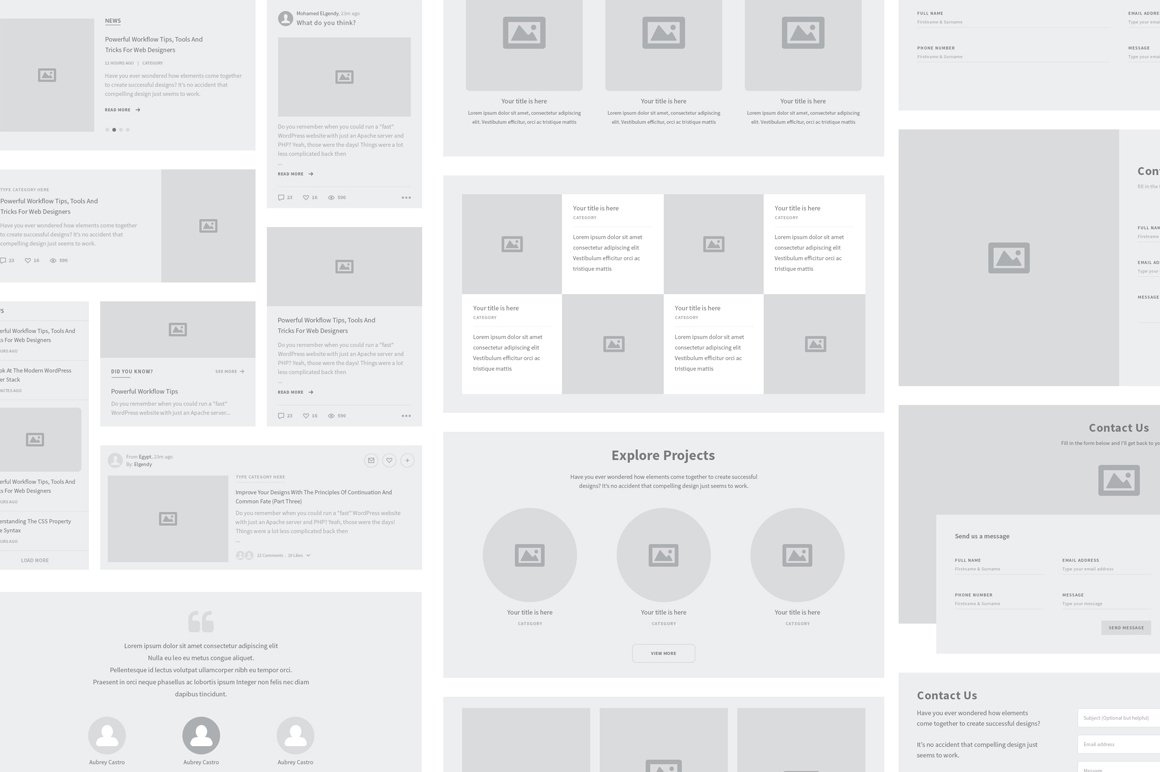 NEWS
Powerful Workflow Tips, Tools And
Tricks For Web Designers
12 HOURS AGO | CATEGORY
Have you ever wondered how elements come together
to create successful designs? It's no accident that
compelling design just seems to work.
READ MORE
TYPE CATEGORY HERE
Powerful Workflow Tips, Tools And
Tricks For Web Designers
Have you ever wondered how elements come together
to create successful designs? It's no accident that
compelling design just seems to work.
23 16 590
erful Workflow Tips, Tools And
s For Web Designers
URS AGO
ok At The Modern WordPress
er Stack
NUTES AGO
erful Workflow Tips, Tools And
s For Web Designers
URS AGO
erstanding The CSS Property
e Syntax
URS AGO
LOAD MORE
DID YOU KNOW?
SEE MORE
Powerful Workflow Tips
Do you remember when you could run a "fast"
WordPress website with just an Apache server...
Mohamed ELgendy, 23m ago
What do you think?
Do you remember when you could run a "fast"
WordPress website with just an Apache server and
PHP? Yeah, those were the days! Things were a lot
less complicated back then
...
READ MORE
23 16 590
Powerful Workflow Tips, Tools And
Tricks For Web Designers
Do you remember when you could run a "fast"
WordPress website with just an Apache server and
PHP? Yeah, those were the days! Things were a lot
less complicated back then
...
READ MORE
23 16 590
From Egypt, 23m ago
By: Elgendy
TYPE CATEGORY HERE
Improve Your Designs With The Principles Of Continuation And
Common Fate (Part Three)
Do you remember when you could run a "fast" WordPress website
with just an Apache server and PHP? Yeah, those were the days!
Things were a lot less complicated back then
...
22 Comments . 28 Likes
Lorem ipsum dolor sit amet consectetur adipiscing elit
Nulla eu leo eu metus congue aliquet.
Pellentesque id lectus volutpat ullamcorper nibh eu tempor orci.
Praesent in orci neque phasellus ac lobortis ipsum Integer non felis nec diam
dapibus tincidunt.
Aubrey Castro
Aubrey Castro
Aubrey Castro
Your title is here
Lorem ipsum dolor sit amet, consectetur adipiscing
elit. Vestibulum efficitur, orci ac tristique mattis
Your title is here
Lorem ipsum dolor sit amet, consectetur adipiscing
elit. Vestibulum efficitur, orci ac tristique mattis
Your title is here
Lorem ipsum dolor sit amet, consectetur adipiscing
elit. Vestibulum efficitur, orci ac tristique mattis
Your title is here
CATEGORY
Lorem ipsum dolor sit amet
consectetur adipiscing elit
Vestibulum efficitur orci ac
tristique mattis
Your title is here
CATEGORY
Lorem ipsum dolor sit amet
consectetur adipiscing elit
Vestibulum efficitur orci ac
tristique mattis
Your title is here
CATEGORY
Lorem ipsum dolor sit amet
consectetur adipiscing elit
Vestibulum efficitur orci ac
tristique mattis
Your title is here
CATEGORY
Lorem ipsum dolor sit amet
consectetur adipiscing elit
Vestibulum efficitur orci ac
tristique mattis
Explore Projects
Have you ever wondered how elements come together to create successful
designs? It's no accident that compelling design just seems to work.
Your title is here
CATEGORY
Your title is here
CATEGORY
Your title is here
CATEGORY
VIEW MORE
FULL NAME
Firstname & Surname
EMAIL ADDRES
Type your emai
PHONE NUMBER
Firstname & Surname
MESSAGE
Type your mess
Con
Fill in the
FULL NA
Firstname
EMAIL AD
Type your
MESSAGE
Contact Us
Fill in the form below and I'll get back to yo
Send us a message
FULL NAME
Firstname & Surname
EMAIL ADDRESS
Type your email address
PHONE NUMBER
Firstname & Surname
MESSAGE
Type your message
SEND MESSAGE
Contact Us
Have you ever wondered how elements
come together to create successful designs?
It's no accident that compelling design just
seems to work.
Subject (Optional but helpful)
Email address
Message